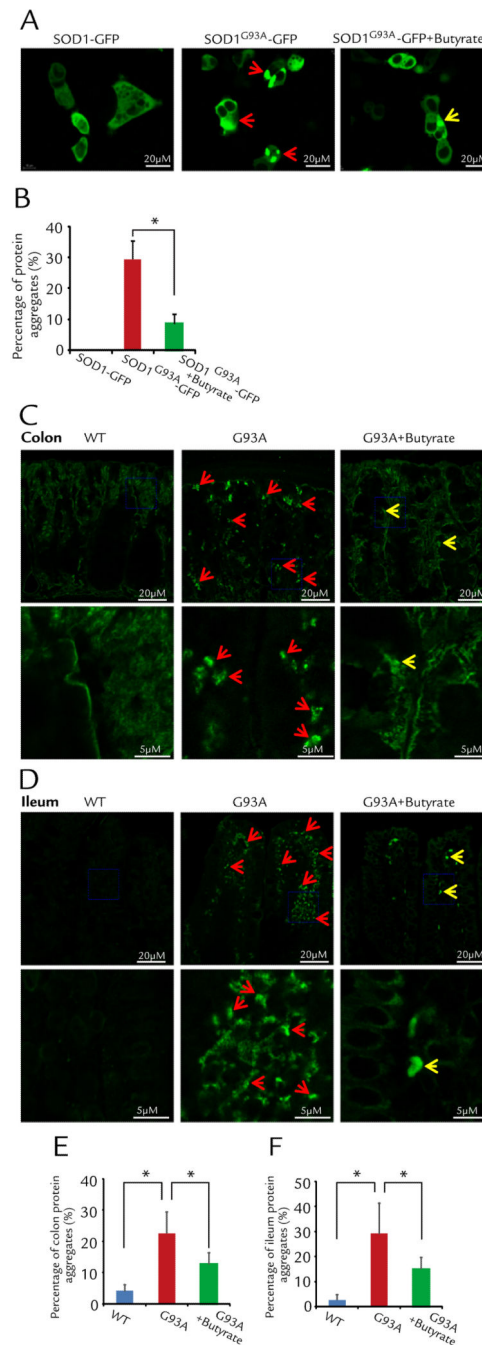 A
SOD1-GFP
SOD1G93A-GFP
SOD1G93A-GFP+Butyrate
20μM
20μM
20μM
B
Percentage of protein
aggregates (%)
40
30
20
10
0
*
SOD1-GFP
SOD1 G93A-GFP
SOD1 G93A-GFP
+Butyrate
C
Colon
WT
G93A
G93A+Butyrate
20μM
20μM
20μM
5μM
5μM
5μM
D
Ileum
WT
G93A
G93A+Butyrate
20μM
20μM
20μM
5μM
5μM
5μM
E
Percentage of colon protein
aggregates (%)
40
30
20
10
0
*
*
WT
G93A
G93A
+Butyrate
F
Percentage of ileum protein
aggregates (%)
50
40
30
20
10
0
*
*
WT
G93A
G93A
+Butyrate